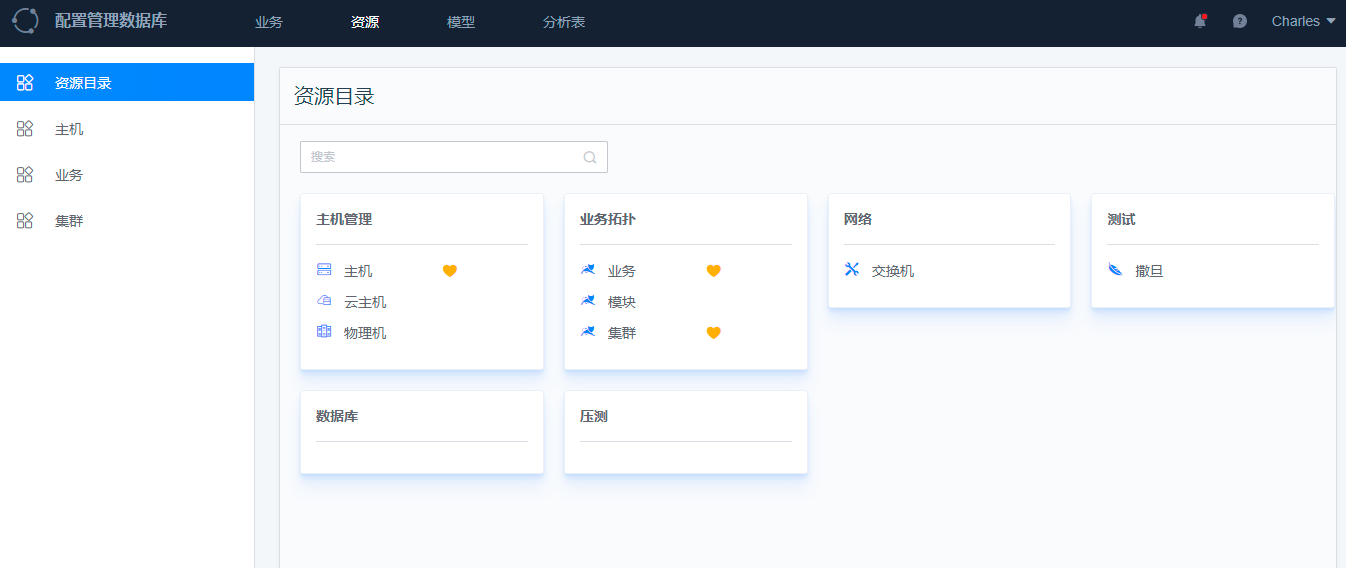 配置管理数据库
业务
资源
模型
分析表
Charles
资源目录
主机
业务
集群
资源目录
搜索
主机管理
主机
云主机
物理机
业务拓扑
业务
模块
集群
网络
交换机
测试
撒旦
数据库
压测